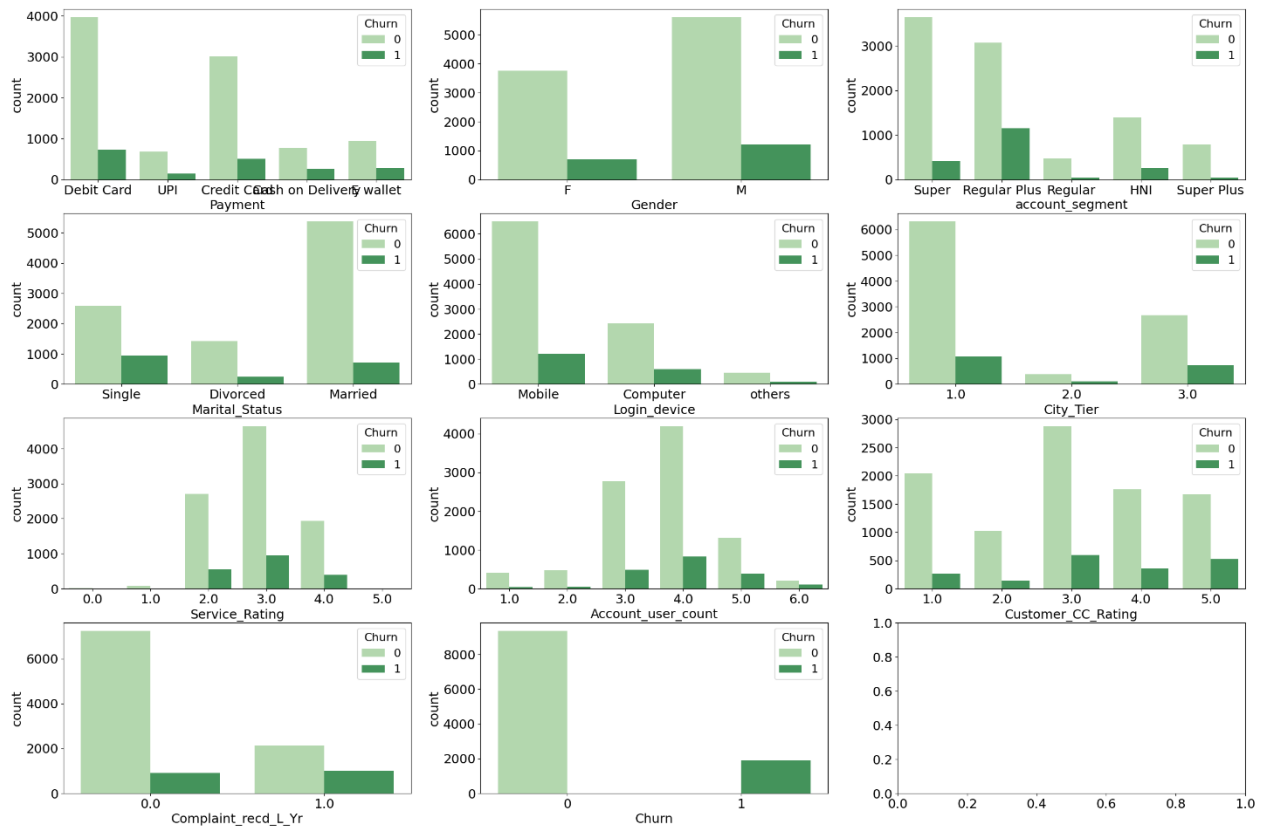 4000
3000
2000
1000
0
count
Churn
0
1
Debit Card
UPI
Credit Card
Cash on Delivery
E wallet
Payment
5000
4000
3000
2000
1000
0
count
Churn
0
1
F
M
Gender
3000
2000
1000
0
count
Churn
0
1
Super
Regular Plus
Regular
HNI
Super Plus
account_segment
5000
4000
3000
2000
1000
0
count
Churn
0
1
Single
Divorced
Married
Marital_Status
6000
5000
4000
3000
2000
1000
0
count
Churn
0
1
Mobile
Computer
others
Login_device
6000
5000
4000
3000
2000
1000
0
count
Churn
0
1
1.0
2.0
3.0
City_Tier
4000
3000
2000
1000
0
count
Churn
0
1
0.0
1.0
2.0
3.0
4.0
5.0
Service_Rating
4000
3000
2000
1000
0
count
Churn
0
1
1.0
2.0
3.0
4.0
5.0
6.0
Account_user_count
3000
2500
2000
1500
1000
500
0
count
Churn
0
1
1.0
2.0
3.0
4.0
5.0
Customer_CC_Rating
6000
4000
2000
0
count
Churn
0
1
0.0
1.0
Complaint_recd_L_Yr
8000
6000
4000
2000
0
count
Churn
0
1
0
1
Churn
1.0
0.8
0.6
0.4
0.2
0.0
0.0
0.2
0.4
0.6
0.8
1.0